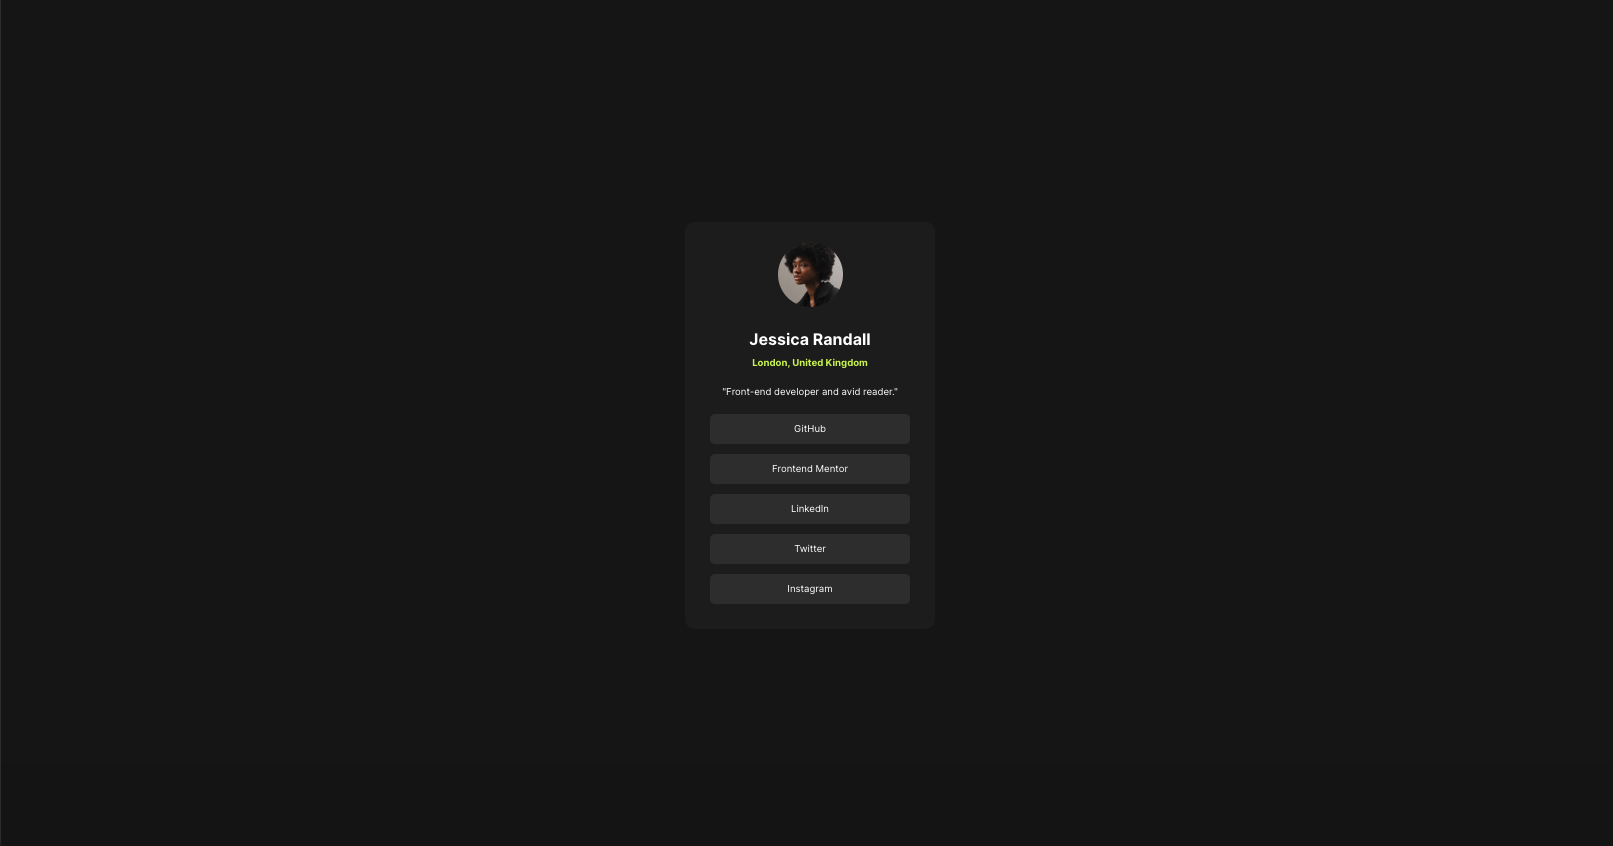 Jessica Randall
London, United Kingdom
"Front-end developer and avid reader."
GitHub
Frontend Mentor
LinkedIn
Twitter
Instagram